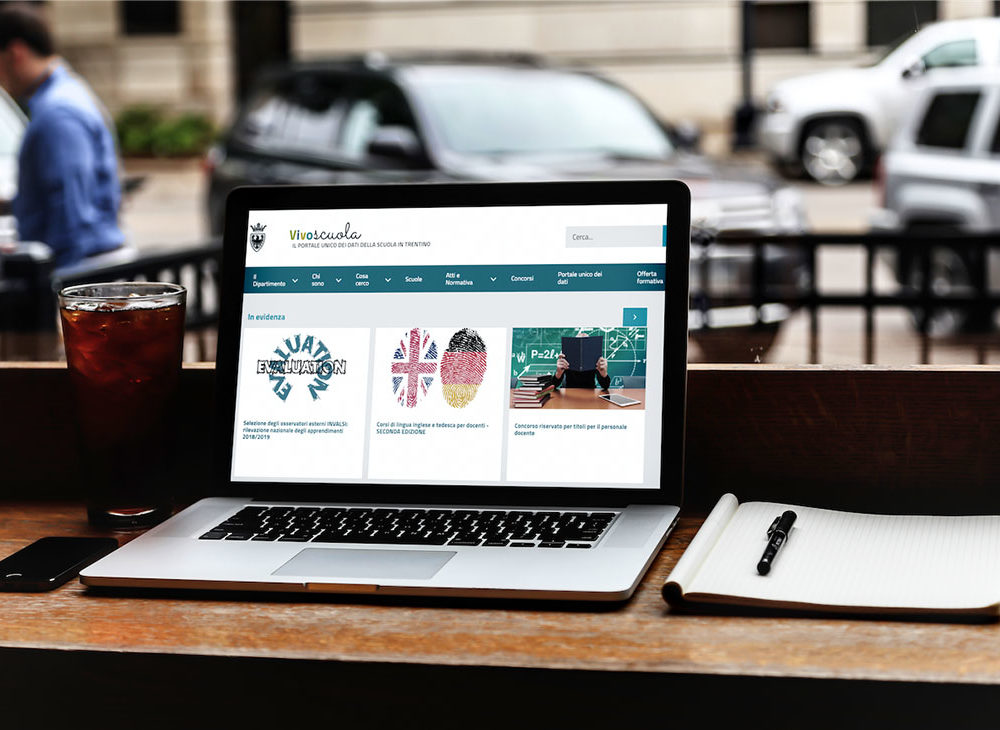 Vivoscuola
IL PORTALE UNICO DEI DATI DELLA SCUOLA IN TRENTINO
Cerca...
Il
Dipartimento
Chi
sono
Cosa
cerco
Scuole
Atti e
Normativa
Concorsi
Portale unico dei
dati
Offerta
formativa
In evidenza
EVALUATION
EVALUATION
EVALUATION
P=2ℓ+
Selezione degli osservatori esterni INVALSI:
rilevazione nazionale degli apprendimenti
2018/2019
Corsi di lingua inglese e tedesca per docenti -
SECONDA EDIZIONE
Concorso riservato per titoli per il personale
docente